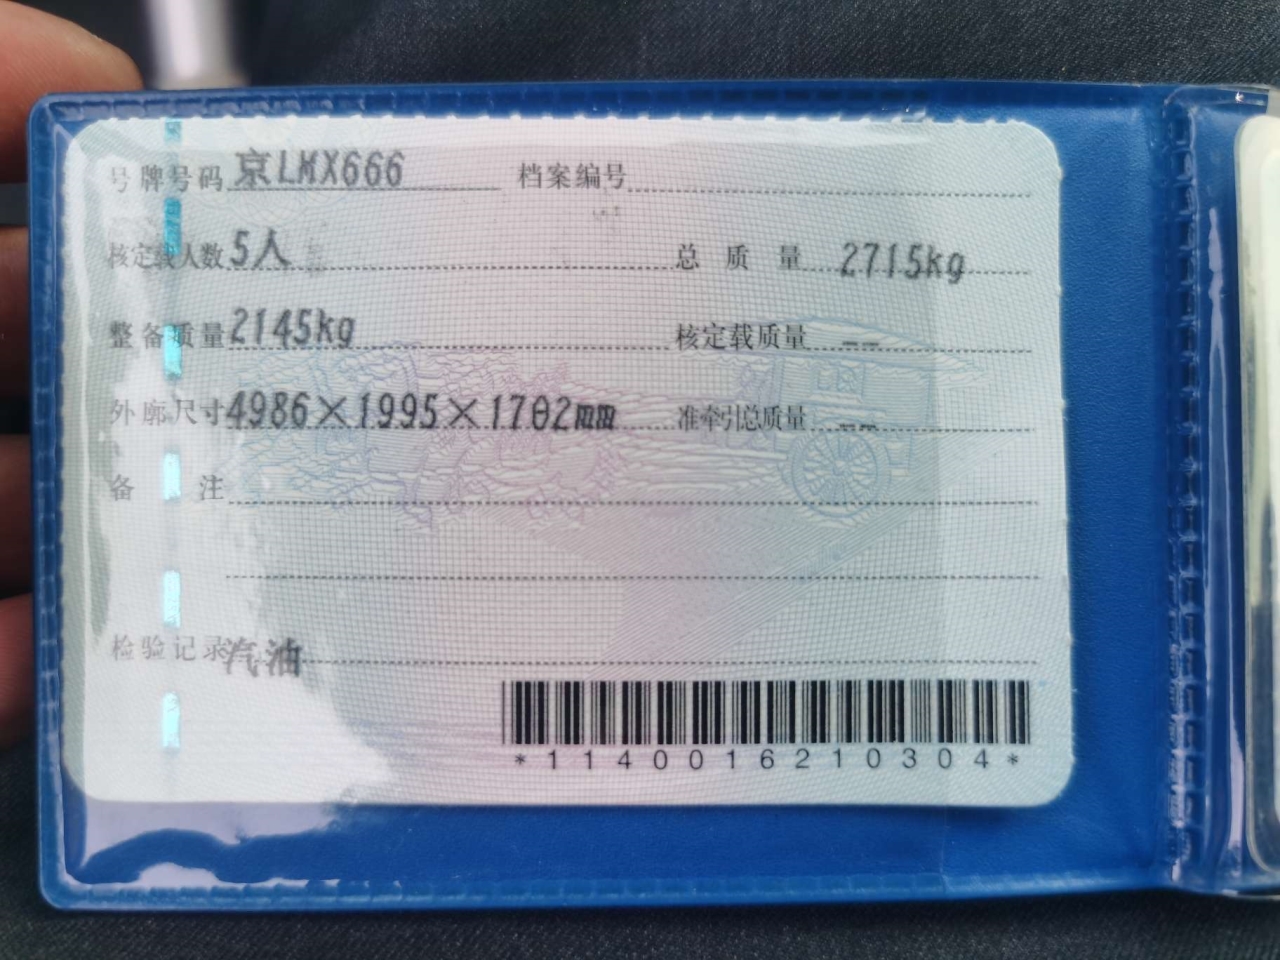 号牌号码 京LMX666 档案编号
核定载人数 5人 总质量 2715kg
整备质量 2145kg 核定载质量 --
外廓尺寸 4986×1995×1702mm 准牵引总质量 --
备注
检验记录 汽油
*1140016210304*